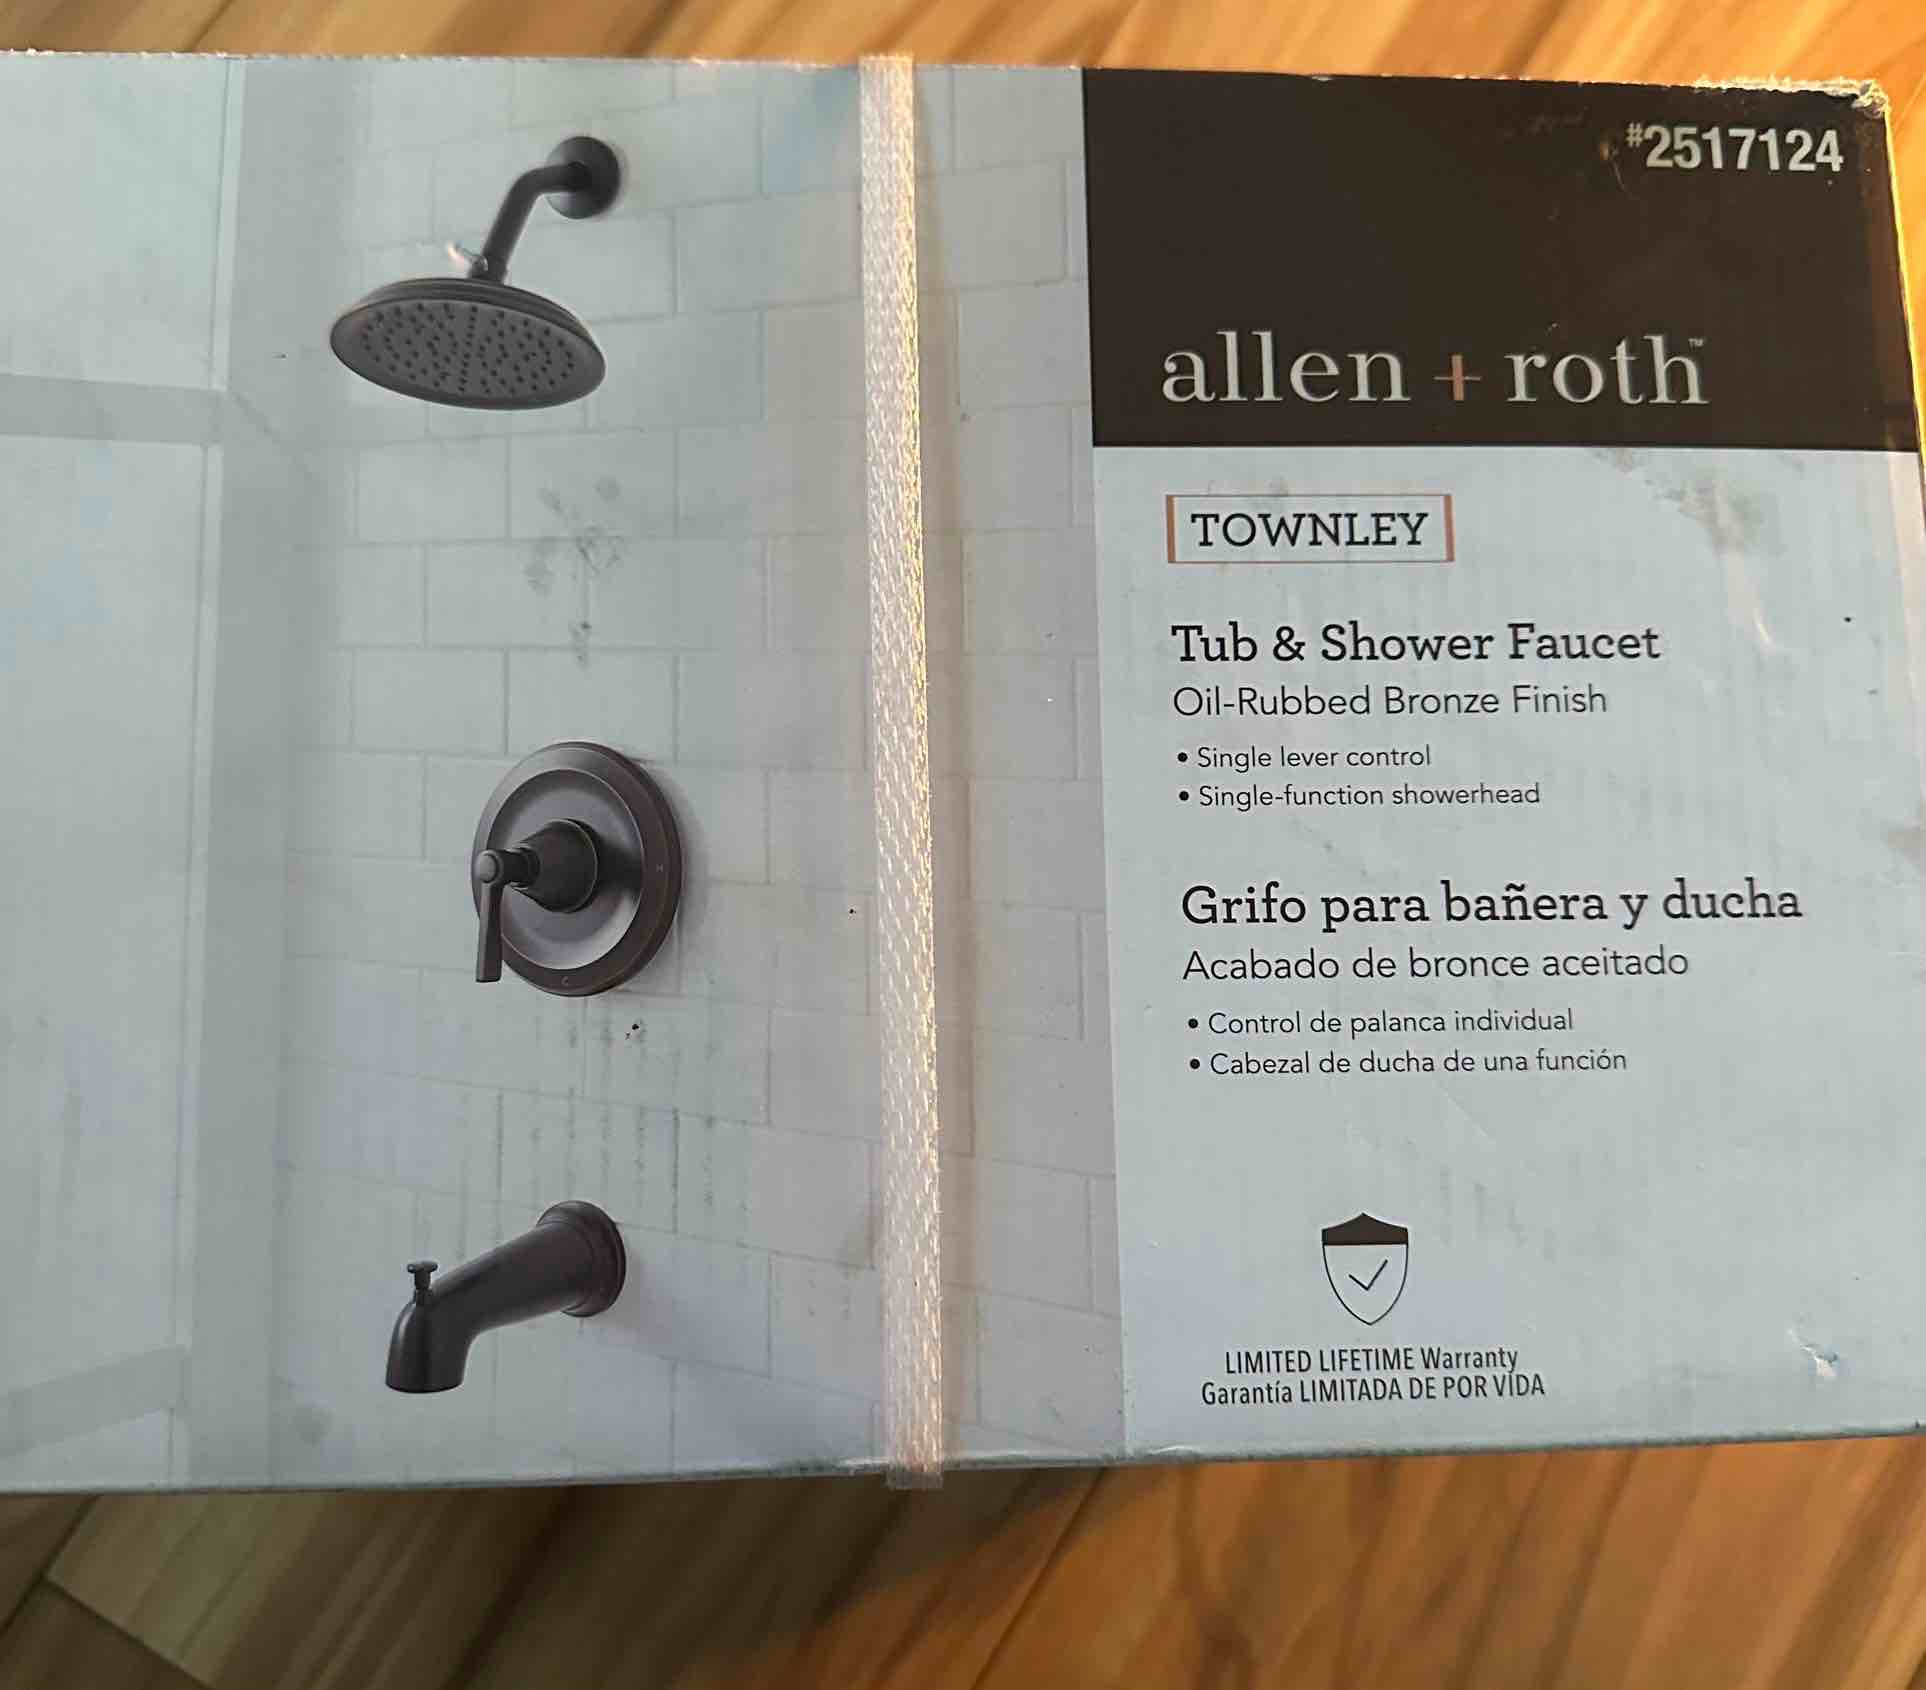 #2517124
allen + roth™
TOWNLEY
Tub & Shower Faucet
Oil-Rubbed Bronze Finish
• Single lever control
• Single-function showerhead
Grifo para bañera y ducha
Acabado de bronce aceitado
• Control de palanca individual
• Cabezal de ducha de una función
LIMITED LIFETIME Warranty
Garantía LIMITADA DE POR VIDA
H
C